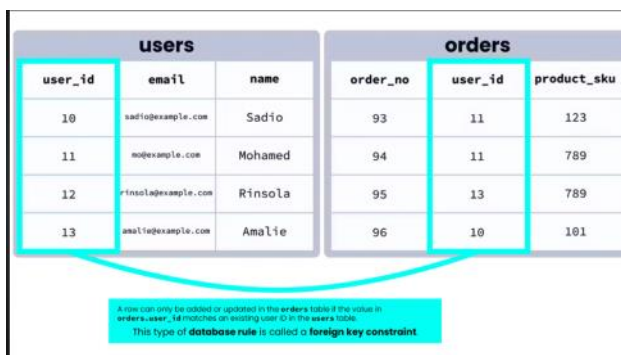 users
orders
user_id email name
order_no user_id product_sku
10 sadio@example.com Sadio
93 11 123
11 mo@example.com Mohamed
94 11 789
12 rinsola@example.com Rinsola
95 13 789
13 amalie@example.com Amalie
96 10 101
A row can only be added or updated in the orders table if the value in
orders.user_id matches an existing user ID in the users table.
This type of database rule is called a foreign key constraint